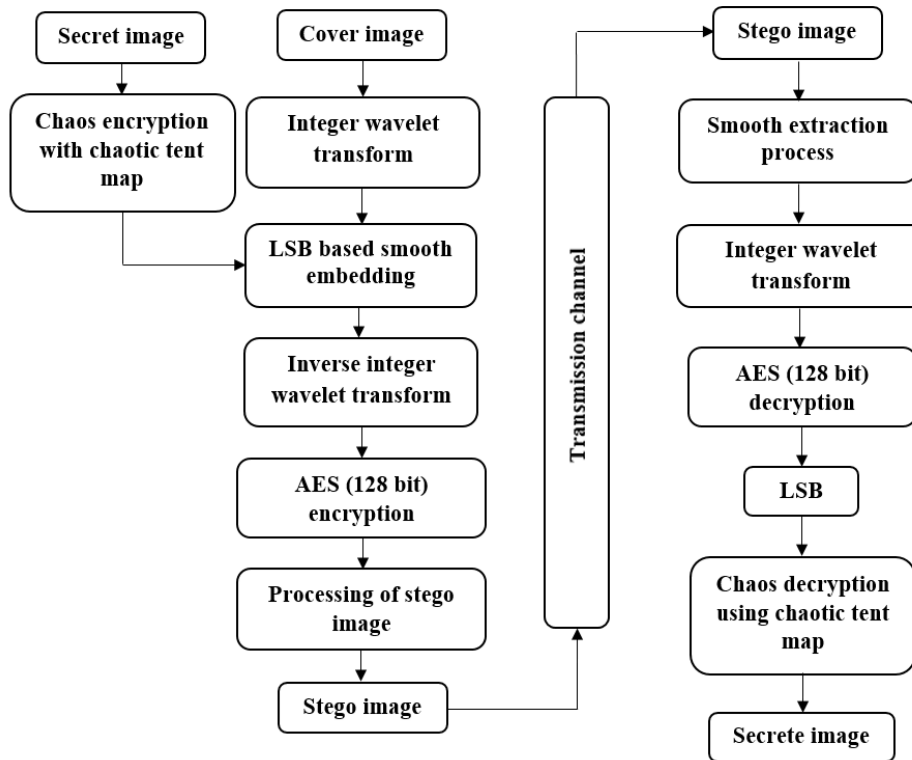 Secret image
Chaos encryption
with chaotic tent
map
Cover image
Integer wavelet
transform
LSB based smooth
embedding
Inverse integer
wavelet transform
AES (128 bit)
encryption
Processing of stego
image
Stego image
Transmission channel
Stego image
Smooth extraction
process
Integer wavelet
transform
AES (128 bit)
decryption
LSB
Chaos decryption
using chaotic tent
map
Secrete image